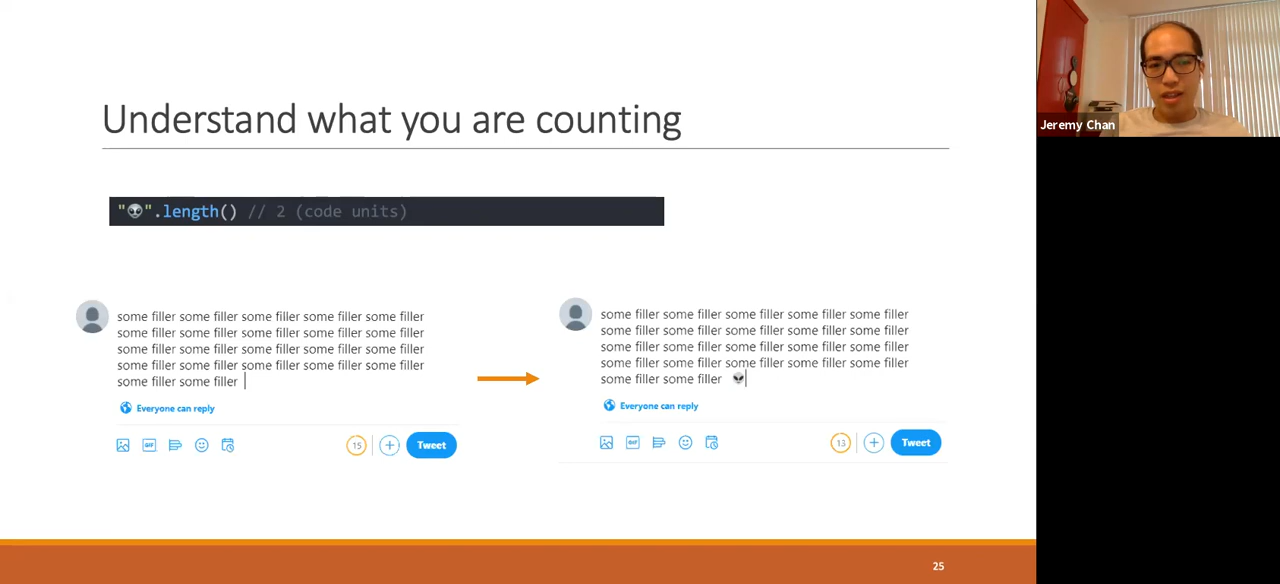 Understand what you are counting
"👽".length() // 2 (code units)
some filler some filler some filler some filler some filler
some filler some filler some filler some filler some filler
some filler some filler some filler some filler some filler
some filler some filler some filler some filler some filler
some filler some filler
Everyone can reply
GIF
15
Tweet
some filler some filler some filler some filler some filler
some filler some filler some filler some filler some filler
some filler some filler some filler some filler some filler
some filler some filler some filler some filler some filler
some filler some filler 👽
Everyone can reply
GIF
13
Tweet
25
Jeremy Chan